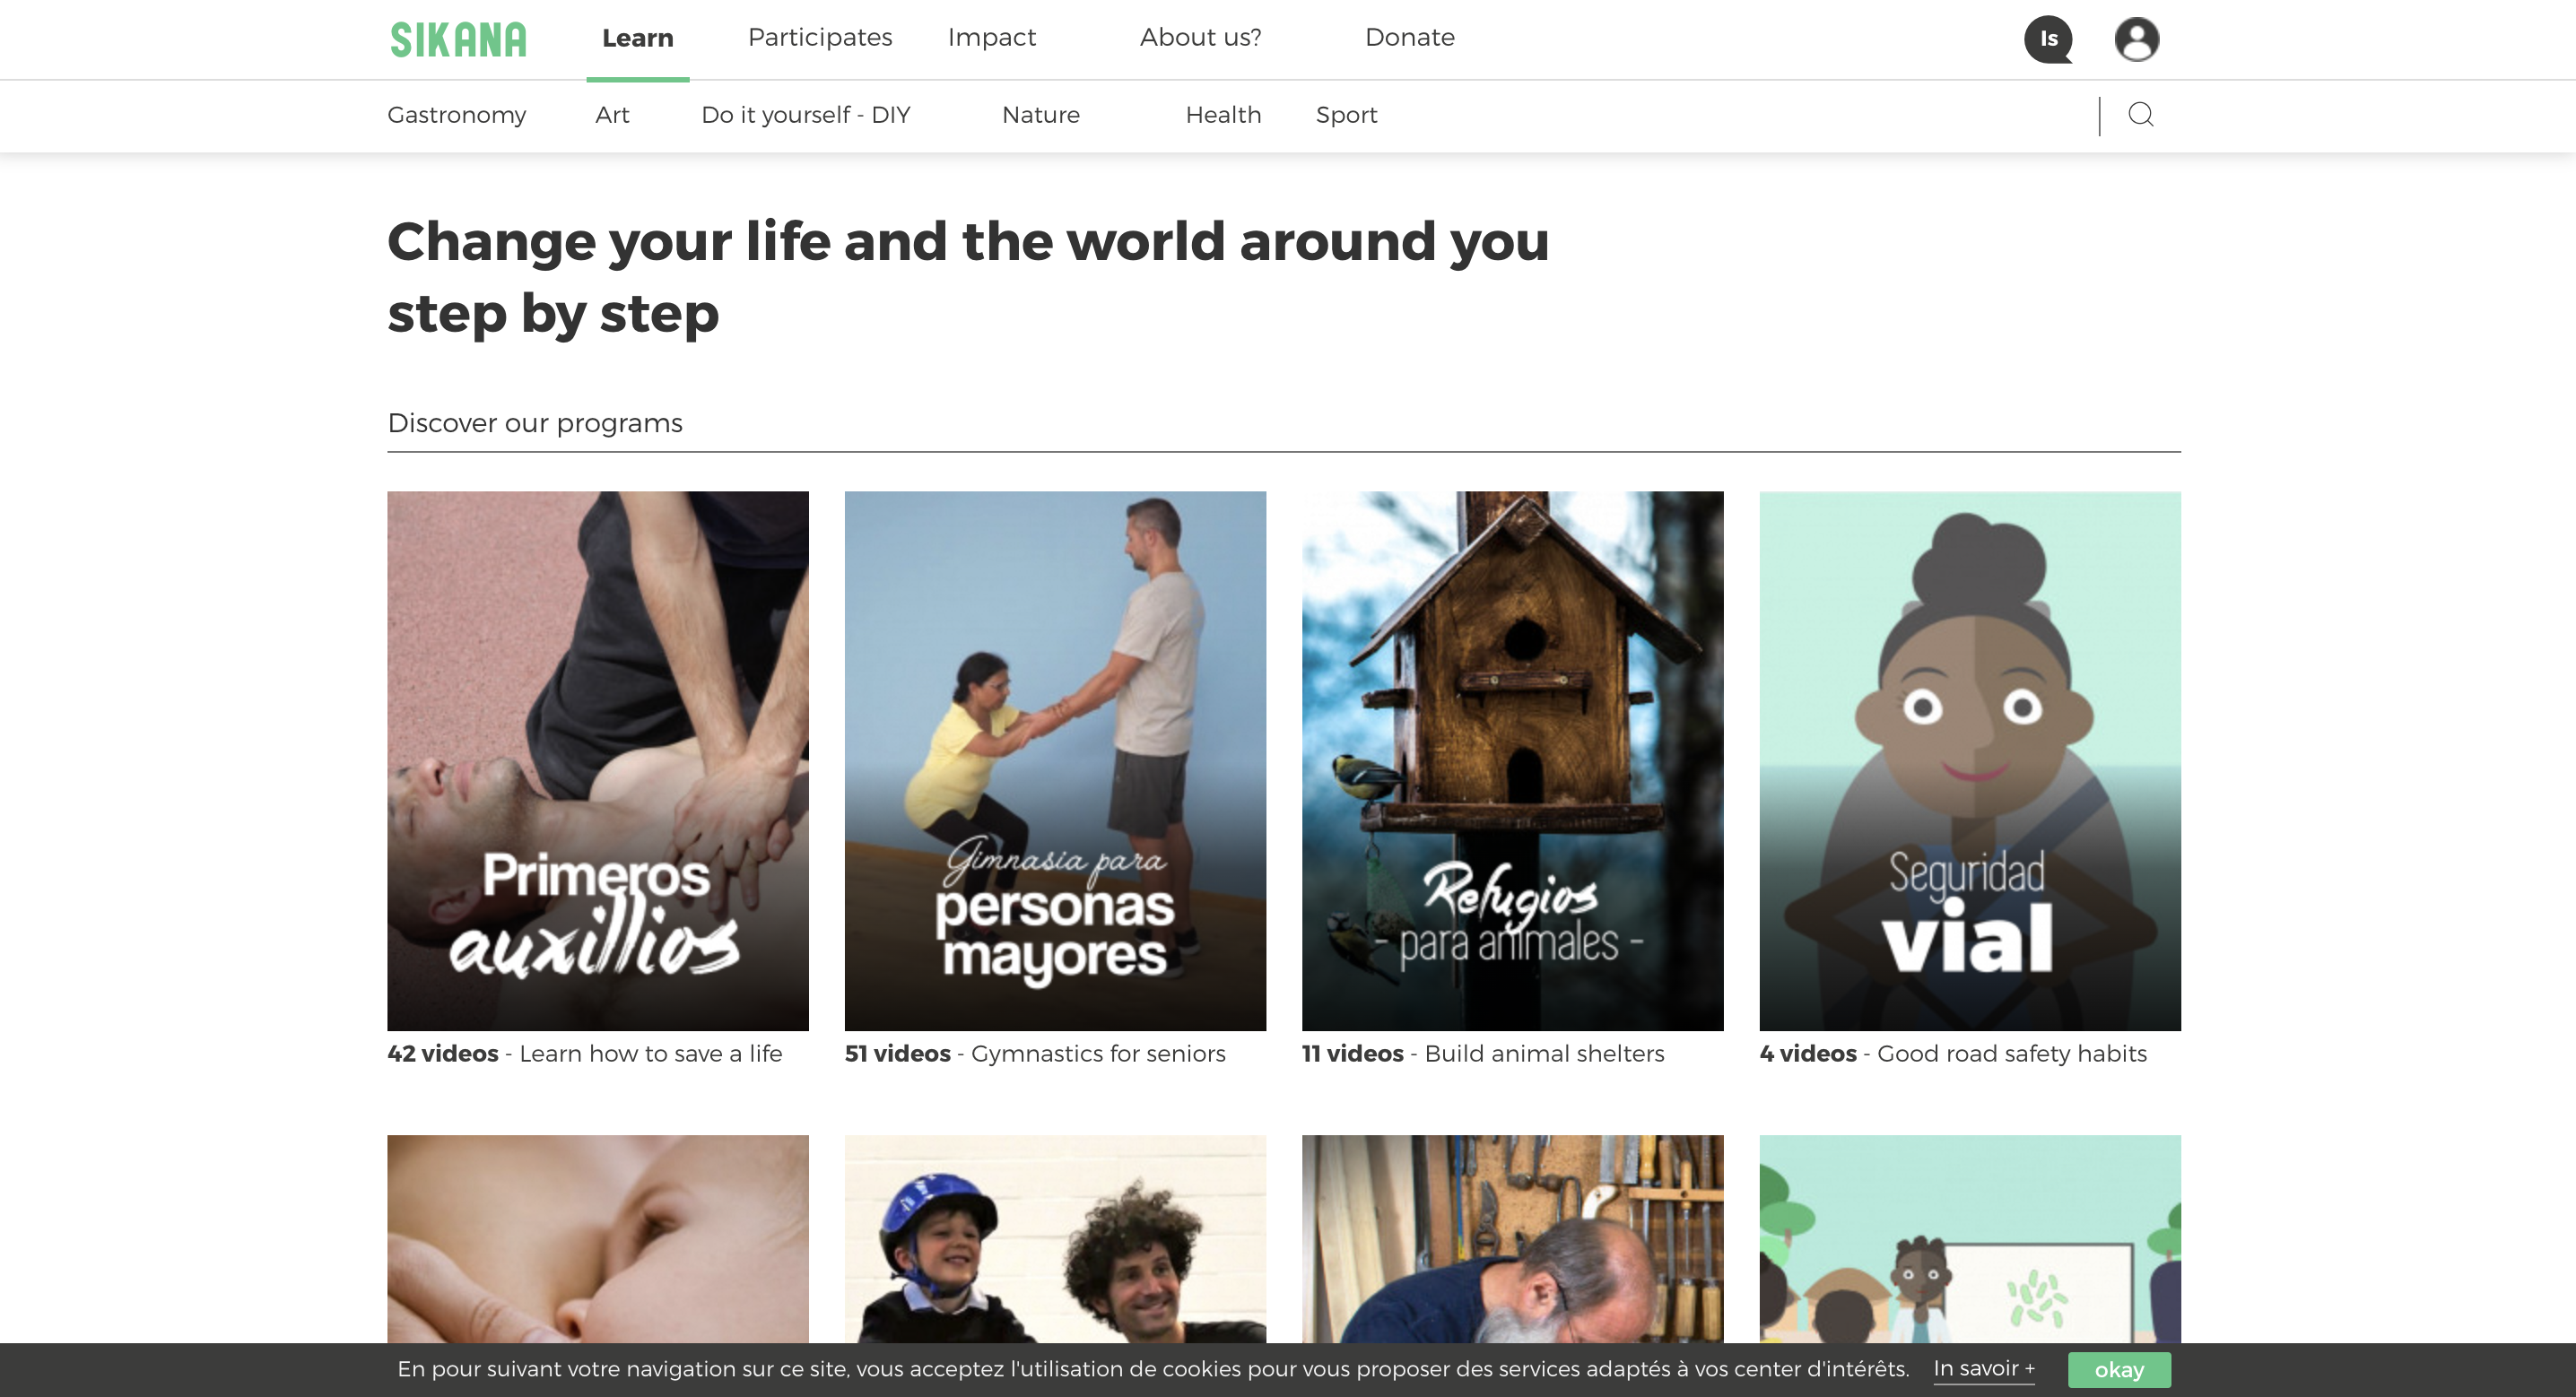 SIKANA
Learn
Participates
Impact
About us?
Donate
Is
Gastronomy
Art
Do it yourself - DIY
Nature
Health
Sport
Change your life and the world around you
step by step
Discover our programs
Primeros
auxillios
Gimnasia para
personas
mayores
Refugios
- para animales -
Seguridad
vial
42 videos - Learn how to save a life
51 videos - Gymnastics for seniors
11 videos - Build animal shelters
4 videos - Good road safety habits
En pour suivant votre navigation sur ce site, vous acceptez l'utilisation de cookies pour vous proposer des services adaptés à vos center d'intérêts.
In savoir +
okay